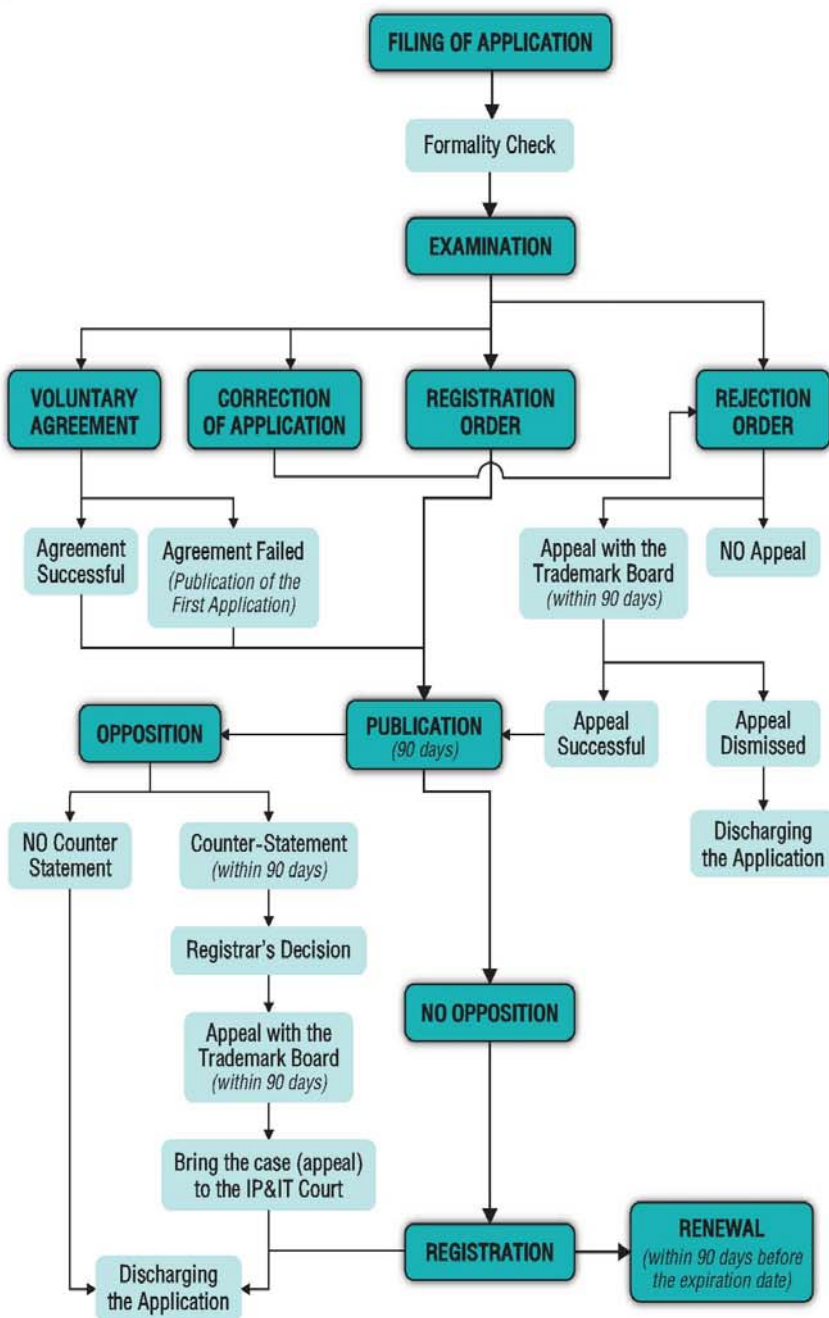 FILING OF APPLICATION
Formality Check
EXAMINATION
VOLUNTARY
AGREEMENT
CORRECTION
OF APPLICATION
REGISTRATION
ORDER
REJECTION
ORDER
Agreement
Successful
Agreement Failed
(Publication of the
First Application)
Appeal with the
Trademark Board
(within 90 days)
NO Appeal
OPPOSITION
PUBLICATION
(90 days)
Appeal
Successful
Appeal
Dismissed
NO Counter
Statement
Counter-Statement
(within 90 days)
Discharging
the Application
Registrar's Decision
NO OPPOSITION
Appeal with the
Trademark Board
(within 90 days)
Bring the case (appeal)
to the IP&IT Court
REGISTRATION
RENEWAL
(within 90 days before
the expiration date)
Discharging
the Application